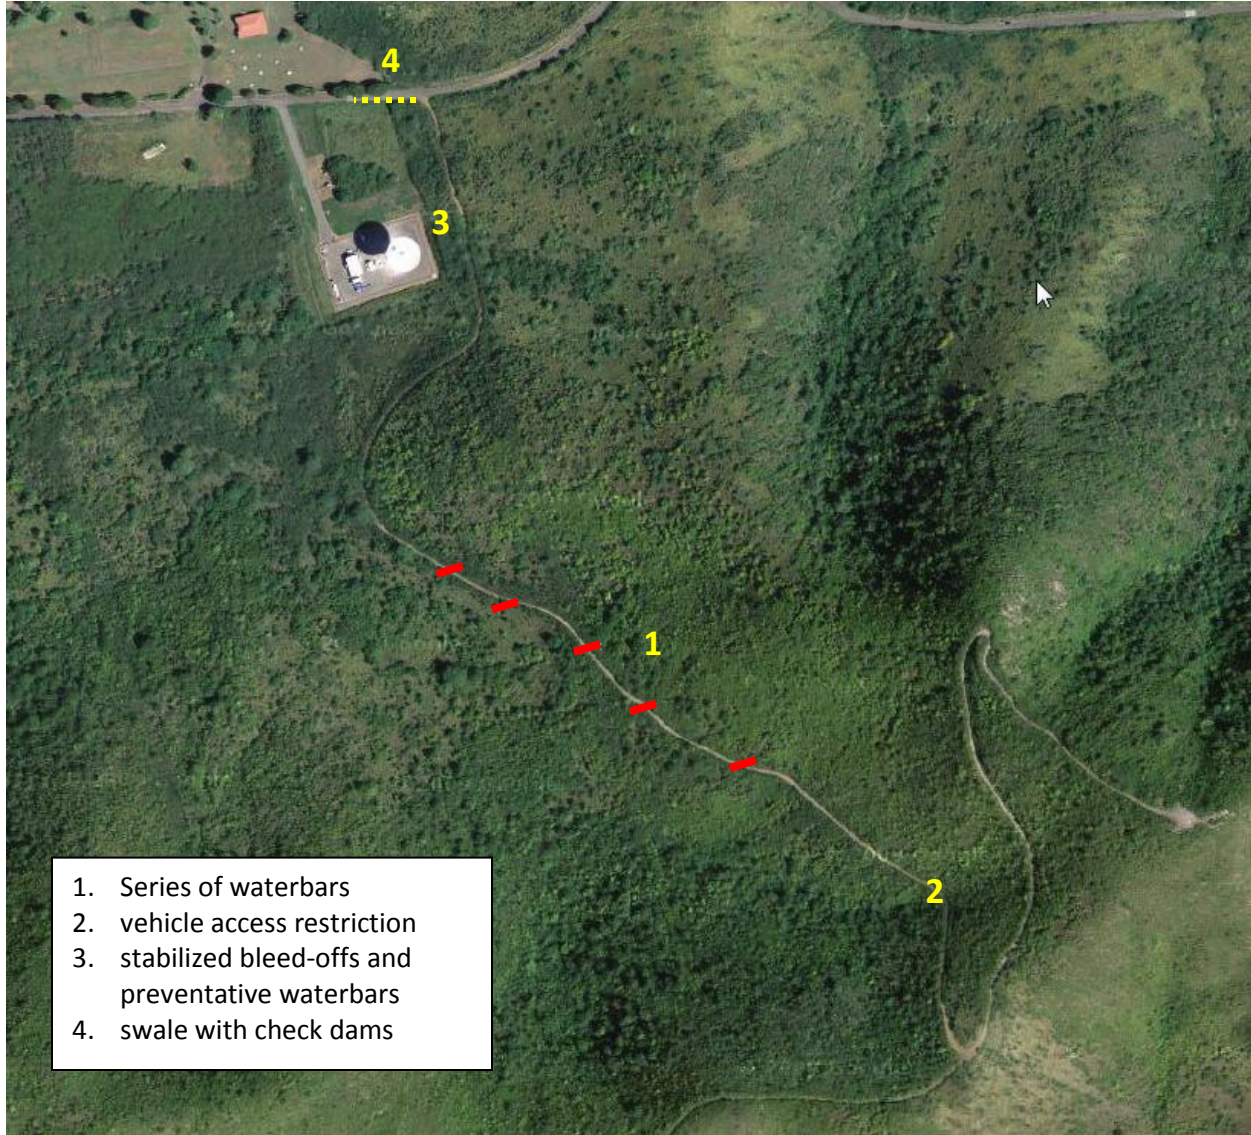 4
3
1
2
1. Series of waterbars
2. vehicle access restriction
3. stabilized bleed-offs and
preventative waterbars
4. swale with check dams